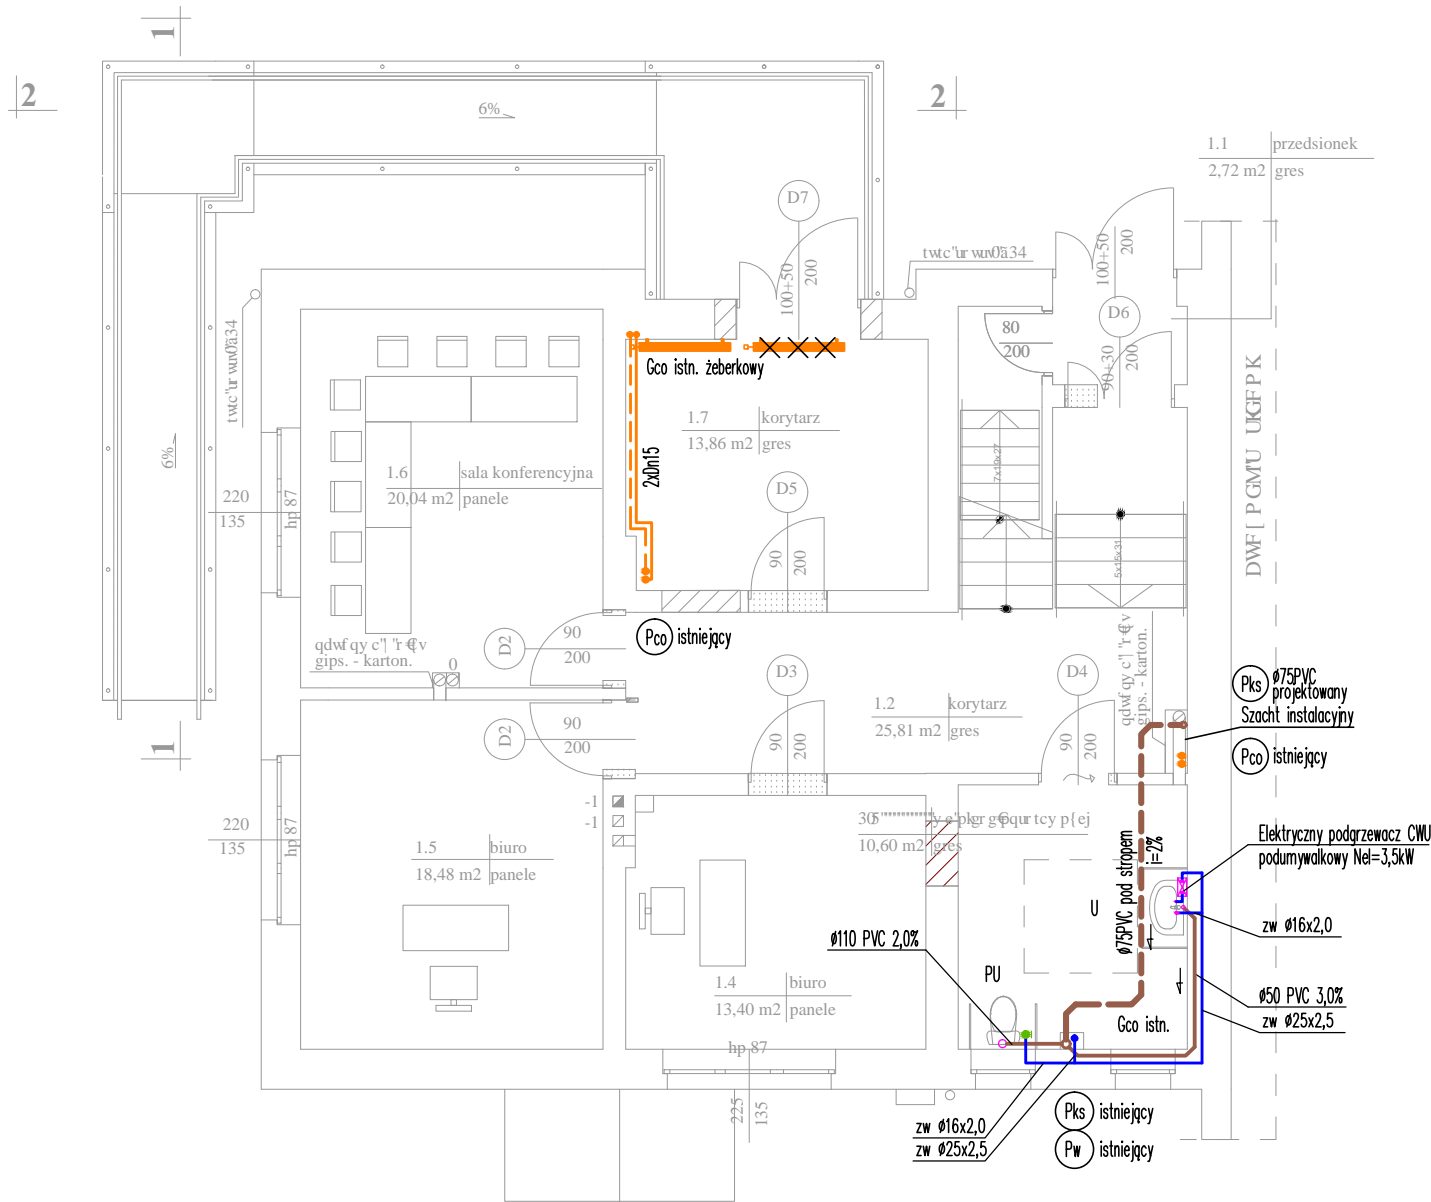 1
2
2
6%
1.1 przedsionek
2,72 m2 gres
D7
100+50
200
100+50
200
D6
80
200
90+30
200
6%
Gco istn. żeberkowy
1.7 korytarz
13,86 m2 gres
2xDn15
7x19x27
1.6 sala konferencyjna
20,04 m2 panele
220
135
hp 87
D5
90
200
5x15x31
gips. - karton.
0
D2
90
200
Pco istniejący
D3
90
200
D4
90
200
gips. - karton.
Pks ø75PVC
projektowany
Szacht instalacyjny
Pco istniejący
1.2 korytarz
25,81 m2 gres
D2
90
200
1
-1
-1
220
135
hp 87
1.5 biuro
18,48 m2 panele
10,60 m2 gres
ø75PVC pod stropem
i=2%
Elektryczny podgrzewacz CWU
podumywalkowy Nel=3,5kW
U
zw ø16x2,0
ø110 PVC 2,0%
PU
1.4 biuro
13,40 m2 panele
ø50 PVC 3,0%
zw ø25x2,5
Gco istn.
hp 87
225
135
zw ø16x2,0
zw ø25x2,5
Pks istniejący
Pw istniejący